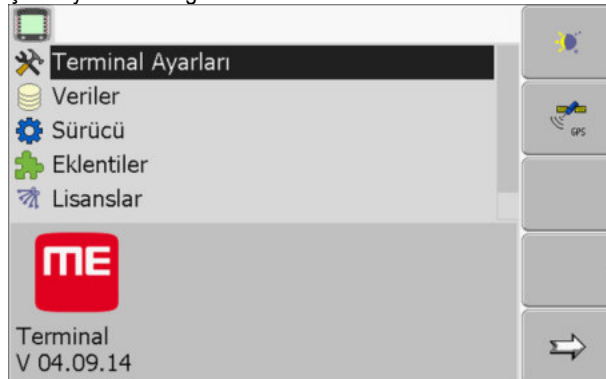 Terminal Ayarları
Veriler
Sürücü
Eklentiler
Lisanslar
GPS
ME
Terminal
V 04.09.14